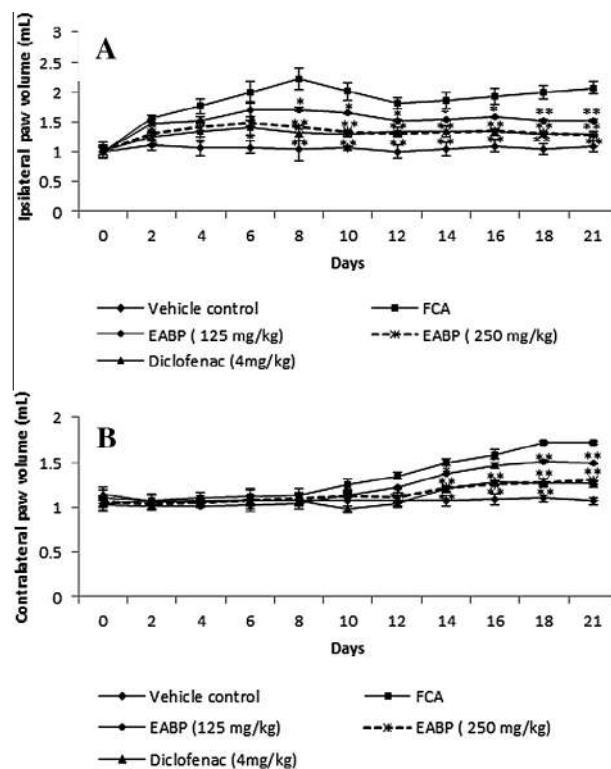 A
Ipsilateral paw volume (mL)
3
2.5
2
1.5
1
0.5
0
* * * * * ** **
** ** ** ** ** ** **
** ** ** ** ** ** **
0 2 4 6 8 10 12 14 16 18 21
Days
Vehicle control FCA
EABP ( 125 mg/kg) EABP ( 250 mg/kg)
Diclofenac (4mg/kg)
B
Contralateral paw volume (mL)
2
1.5
1
0.5
0
** **
** ** ** **
** ** **
0 2 4 6 8 10 12 14 16 18 21
Days
Vehicle control FCA
EABP (125 mg/kg) EABP ( 250 mg/kg)
Diclofenac (4mg/kg)